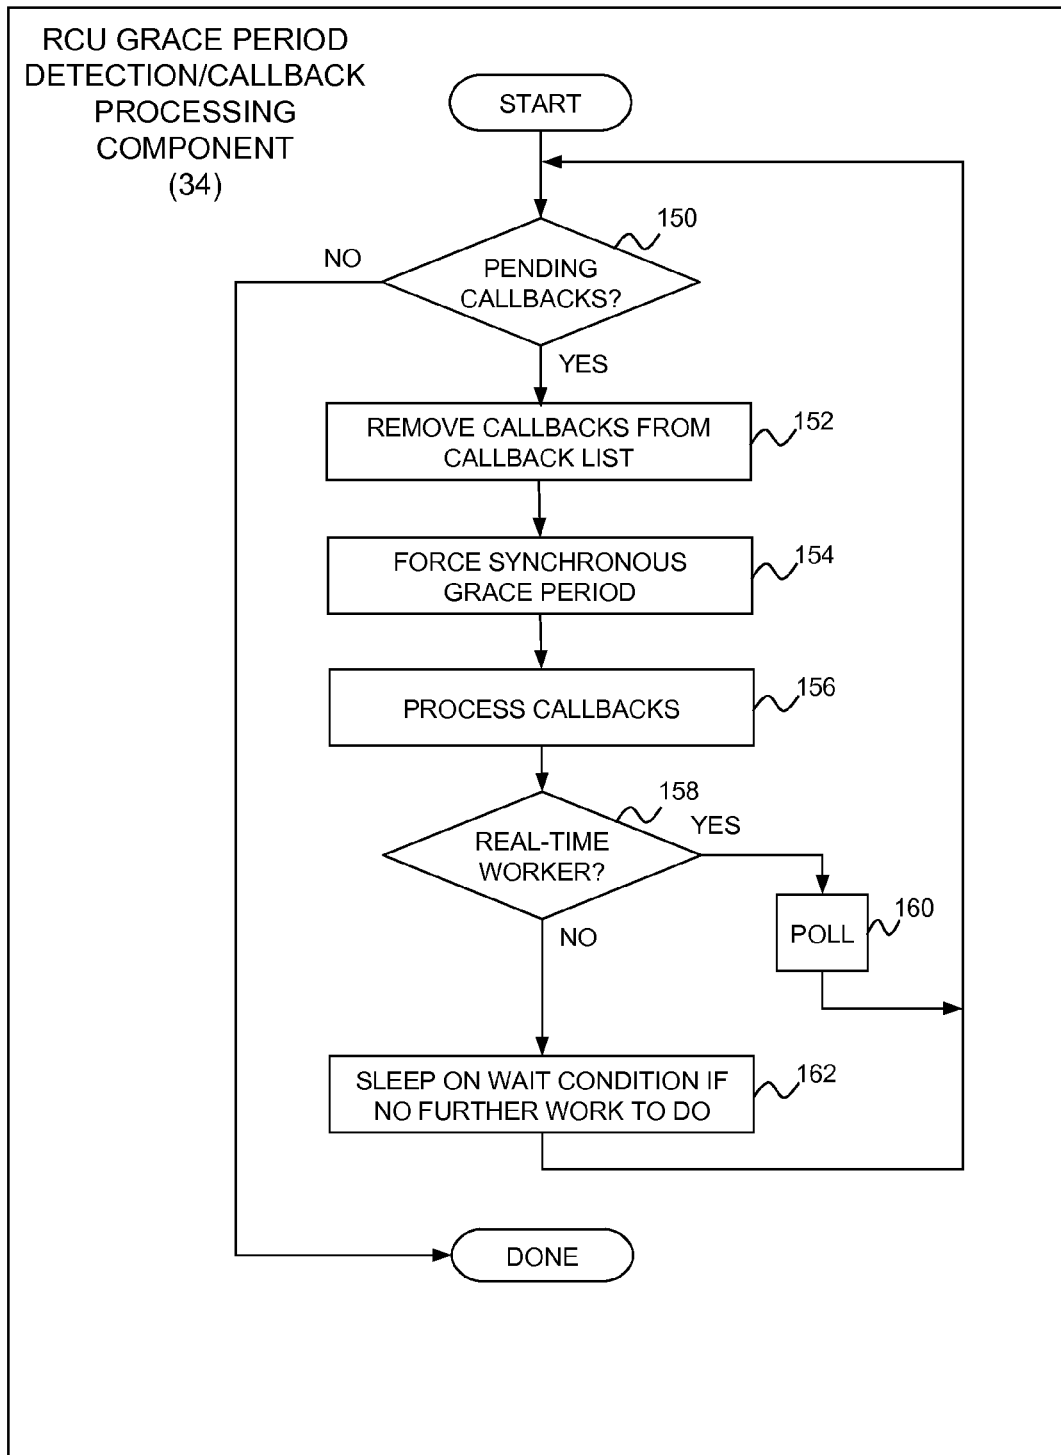 RCU GRACE PERIOD
DETECTION/CALLBACK
PROCESSING
COMPONENT
(34)
START
150
NO
PENDING
CALLBACKS?
YES
REMOVE CALLBACKS FROM
CALLBACK LIST
152
FORCE SYNCHRONOUS
GRACE PERIOD
154
PROCESS CALLBACKS
156
158
YES
REAL-TIME
WORKER?
NO
POLL
160
SLEEP ON WAIT CONDITION IF
NO FURTHER WORK TO DO
162
DONE